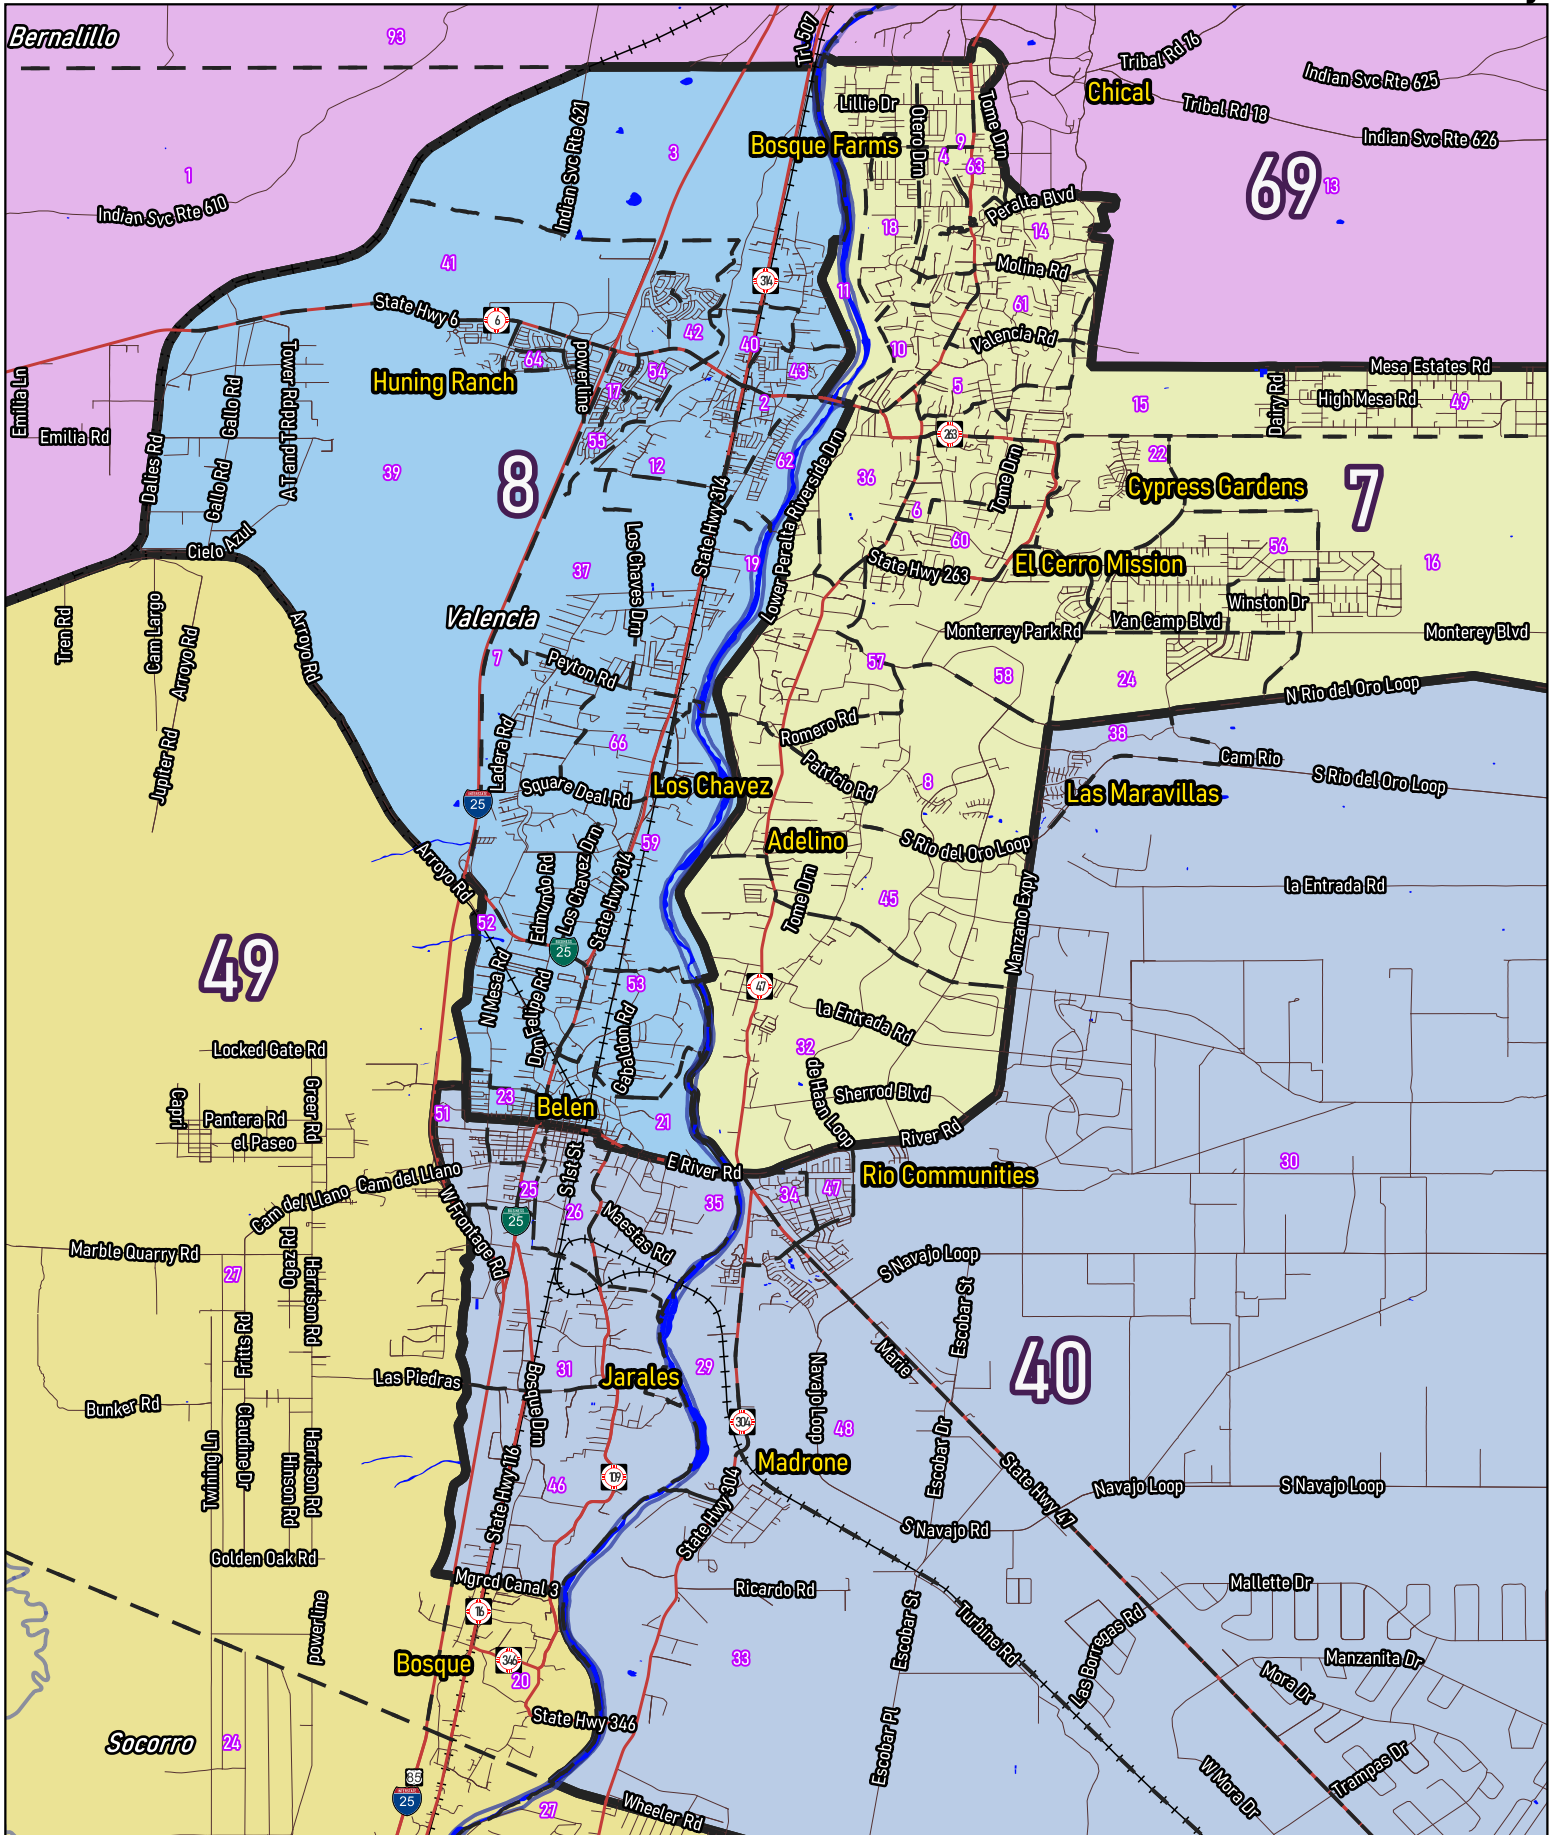 Bernalillo
93
Trl 507
Tribal Rd 16
Indian Svc Rte 625
Chical
Tribal Rd 18
Indian Svc Rte 626
Lillie Dr
Otero Drn
Tome Drn
Indian Svc Rte 621
3
Bosque Farms
9
4
63
1
69
13
Indian Svc Rte 610
Peralta Blvd
18
14
41
Molina Rd
314
11
61
State Hwy 6
6
42
40
Valencia Rd
10
64
powerline
54
43
Huning Ranch
17
2
5
Mesa Estates Rd
Emilia Ln
Gallo Rd
Tower Rdp
A T and T Rdp
15
Dairy Rd
High Mesa Rd
49
Emilia Rd
55
263
Dalies Rd
Gallo Rd
39
8
12
62
36
Tome Drn
22
Cypress Gardens
7
State Hwy 314
Lower Peralta Riverside Drn
6
Cielo Azul
Los Chaves Drn
60
56
37
19
State Hwy 263
El Cerro Mission
16
Tren Rd
Cam Largo
Arroyo Rd
Arroyo Rd
Valencia
Winston Dr
Van Camp Blvd
Monterrey Park Rd
Monterey Blvd
7
Peyton Rd
57
58
24
N Rio del Oro Loop
Jupiter Rd
Ladera Rd
66
Romero Rd
38
Cam Rio
Patricio Rd
S Rio del Oro Loop
Square Deal Rd
Los Chavez
8
Las Maravillas
25
59
Adelino
S Rio del Oro Loop
Arroyo Rd
Edmundo Rd
Los Chavez Drn
State Hwy 314
Tome Drn
45
Manzano Expy
la Entrada Rd
52
25
49
N Mesa Rd
Don Felipe Rd
53
47
Gabaldon Rd
la Entrada Rd
Locked Gate Rd
32
Capri
Greer Rd
23
de Haan Loop
Sherrod Blvd
51
Belen
21
Pantera Rd
el Paseo
River Rd
S 1st St
E River Rd
Rio Communities
30
Cam del Llano
Cam del Llano
25
34
47
35
W Frontage Rd
25
26
Maestas Rd
Marble Quarry Rd
Ogaz Rd
27
Harrison Rd
S Navajo Loop
Escobar St
Fritts Rd
Marie
40
Las Piedras
31
Jarales
29
Navajo Loop
Bunker Rd
Bosque Drn
Claudine Dr
304
48
Twining Ln
Hinson Rd
Harrison Rd
Escobar Dr
State Hwy 116
46
109
Madrone
State Hwy 47
Navajo Loop
S Navajo Loop
State Hwy 304
S Navajo Rd
Golden Oak Rd
Mgrcd Canal 3
Ricardo Rd
Mallette Dr
powerline
116
Escobar St
Turbine Rd
Las Borregas Rd
Bosque
346
20
33
Manzanita Dr
Mora Dr
State Hwy 346
Socorro
24
Escobar Pl
Trampas Dr
85
25
W Mora Dr
27
Wheeler Rd